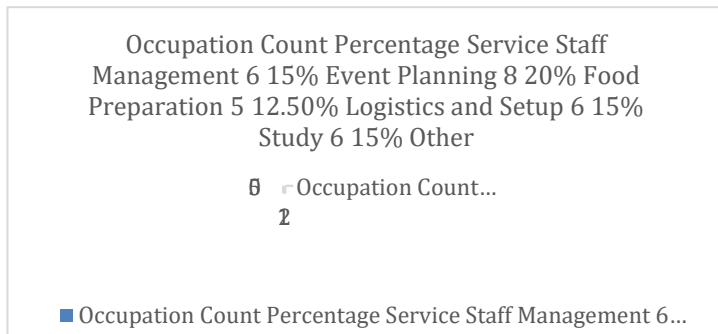 Occupation Count Percentage Service Staff
Management 6 15% Event Planning 8 20% Food
Preparation 5 12.50% Logistics and Setup 6 15%
Study 6 15% Other
Occupation Count...
Occupation Count Percentage Service Staff Management 6...